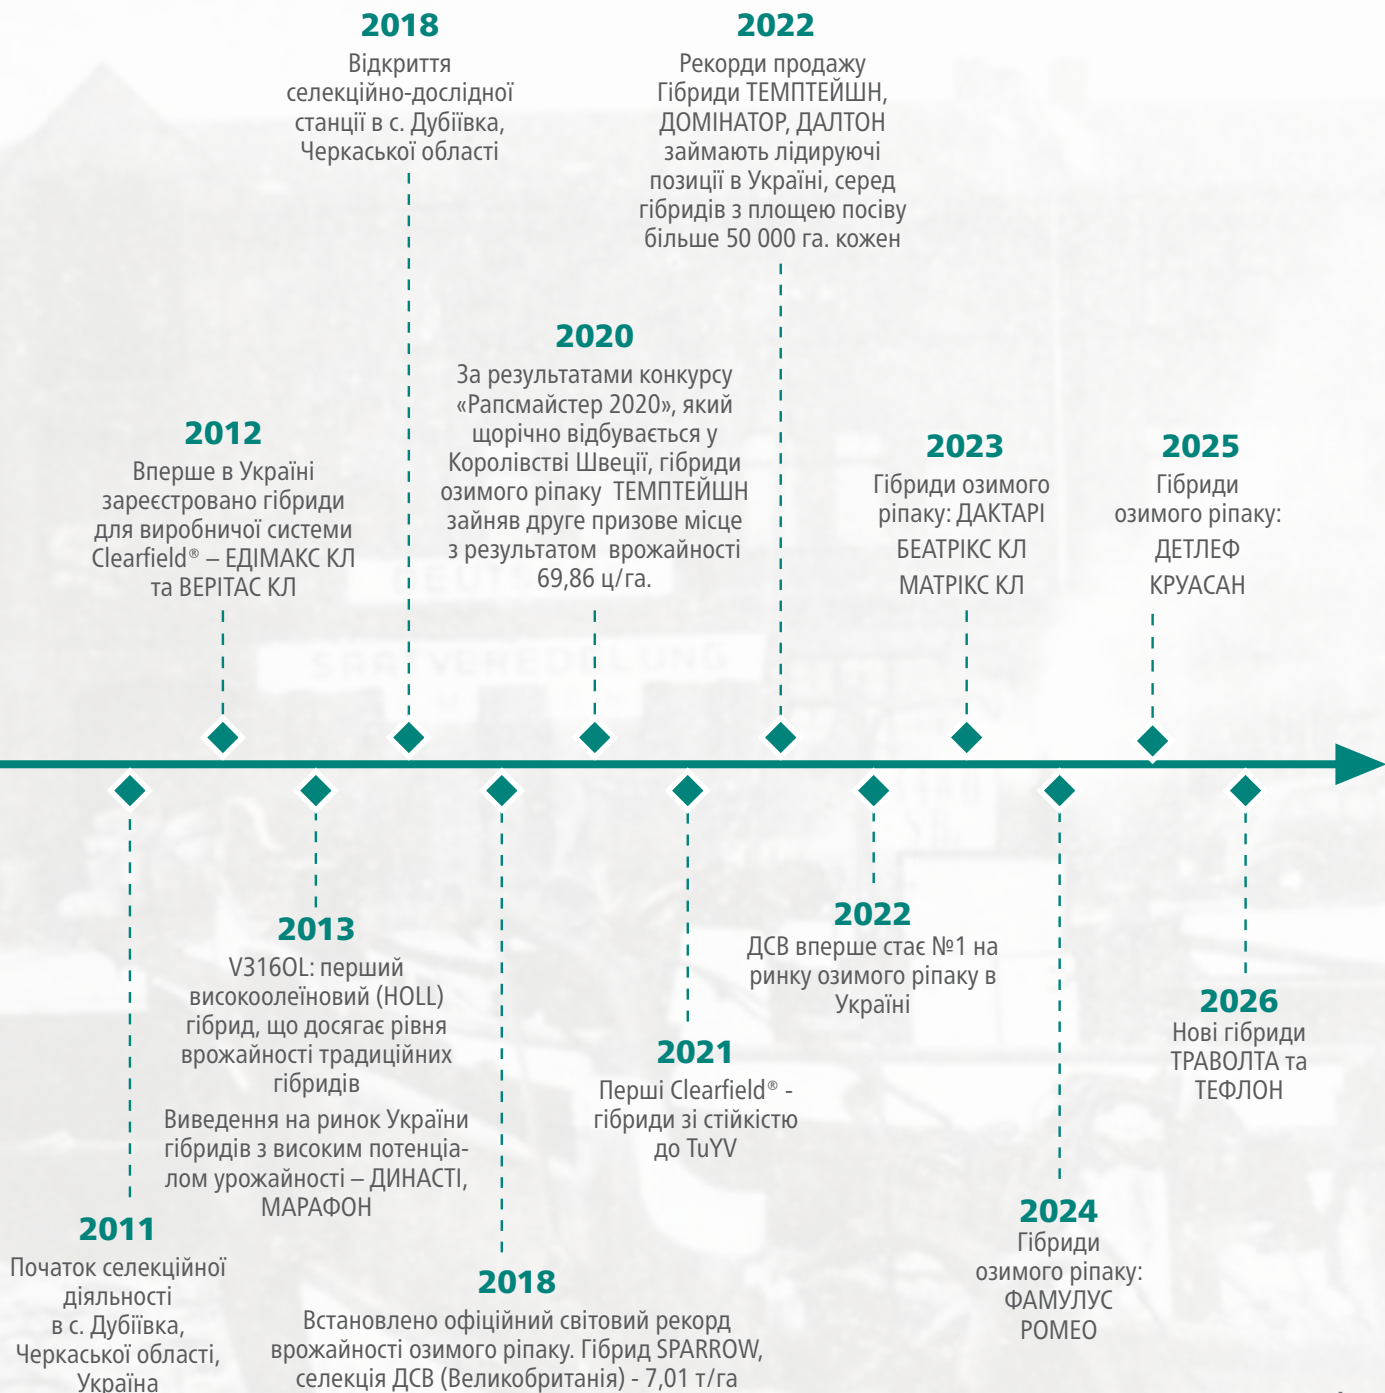 2018
Відкриття
селекційно-дослідної
станції в с. Дубіївка,
Черкаської області
2022
Рекорди продажу
Гібриди ТЕМПТЕЙШН,
ДОМІНАТОР, ДАЛТОН
займають лідируючі
позиції в Україні, серед
гібридів з площею посіву
більше 50 000 га. кожен
2020
За результатами конкурсу
«Рапсмайстер 2020», який
щорічно відбувається у
Королівстві Швеції, гібриди
озимого ріпаку ТЕМПТЕЙШН
зайняв друге призове місце
з результатом врожайності
69,86 ц/га.
2012
Вперше в Україні
зареєстровано гібриди
для виробничої системи
Clearfield® – ЕДІМАКС КЛ
та ВЕРІТАС КЛ
2023
Гібриди озимого
ріпаку: ДАКТАРІ
БЕАТРІКС КЛ
МАТРІКС КЛ
2025
Гібриди
озимого ріпаку:
ДЕТЛЕФ
КРУАСАН
SAATVEREDELUNG
2013
V316OL: перший
високоолеїновий (HOLL)
гібрид, що досягає рівня
врожайності традиційних
гібридів
Виведення на ринок України
гібридів з високим потенціа-
лом урожайності – ДИНАСТІ,
МАРАФОН
2022
ДСВ вперше стає №1 на
ринку озимого ріпаку в
Україні
2026
Нові гібриди
ТРАВОЛТА та
ТЕФЛОН
2021
Перші Clearfield® -
гібриди зі стійкістю
до TuYV
2011
Початок селекційної
діяльності
в с. Дубіївка,
Черкаської області,
Україна
2018
Встановлено офіційний світовий рекорд
врожайності озимого ріпаку. Гібрид SPARROW,
селекція ДСВ (Великобританія) - 7,01 т/га
2024
Гібриди
озимого ріпаку:
ФАМУЛУС
РОМЕО